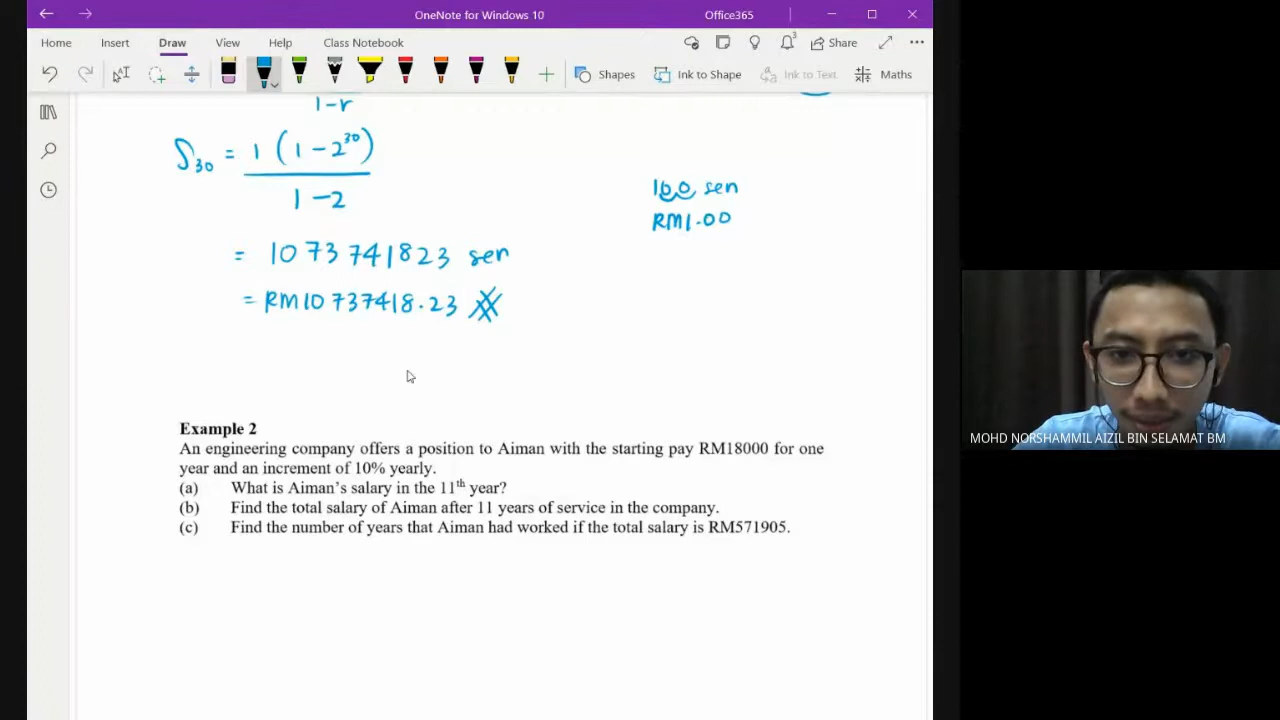 OneNote for Windows 10
Office365
Home Insert Draw View Help Class Notebook
3
Share
Shapes Ink to Shape Ink to Text Maths
1-r
S30 = 1 (1 - 2^30)
1 - 2
= 1073741823 sen
= RM10737418.23
100 sen
RM1.00
Example 2
An engineering company offers a position to Aiman with the starting pay RM18000 for one
year and an increment of 10% yearly.
(a) What is Aiman's salary in the 11th year?
(b) Find the total salary of Aiman after 11 years of service in the company.
(c) Find the number of years that Aiman had worked if the total salary is RM571905.
MOHD NORSHAMMIL AIZIL BIN SELAMAT BM